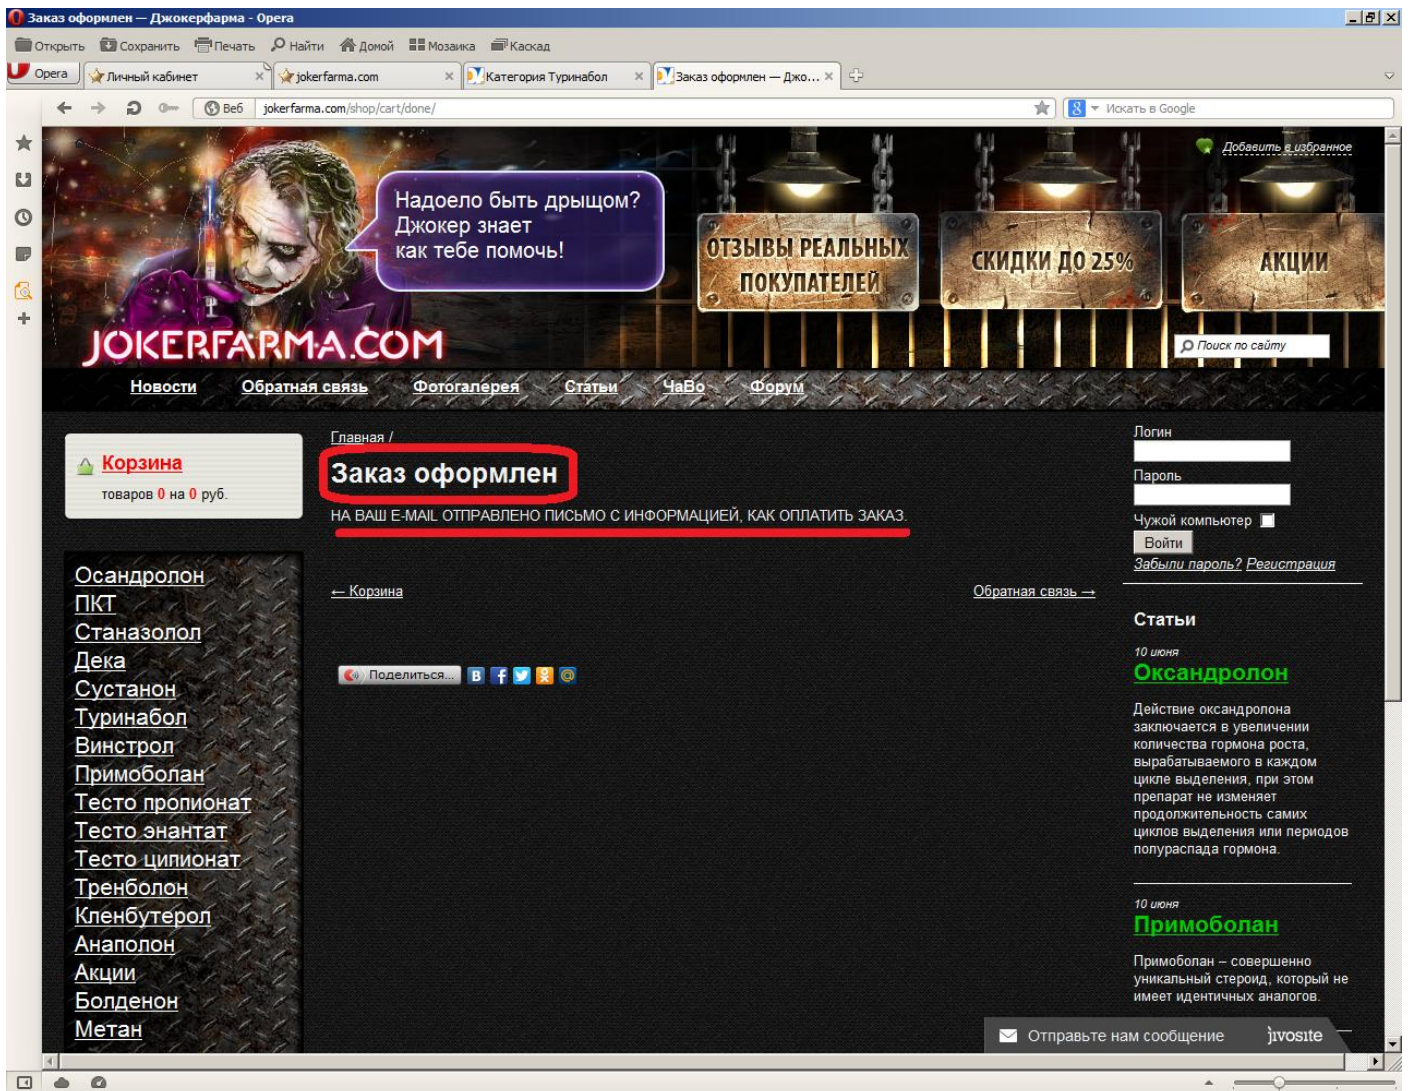 Заказ оформлен — Джокерфарма - Opera
Открыть Сохранить Печать Найти Домой Мозаика Каскад
Opera Личный кабинет jokerfarma.com Категория Туринабол Заказ оформлен — Джо...
Веб jokerfarma.com/shop/cart/done/ Искать в Google
Добавить в избранное
Надоело быть дрыщом?
Джокер знает
как тебе помочь!
ОТЗЫВЫ РЕАЛЬНЫХ
ПОКУПАТЕЛЕЙ
СКИДКИ ДО 25%
АКЦИИ
JOKERFARMA.COM
Поиск по сайту
Новости Обратная связь Фотогалерея Статьи ЧаВо Форум
Корзина
товаров 0 на 0 руб.
Осандролон
ПКТ
Станазолол
Дека
Сустанон
Туринабол
Винстрол
Примоболан
Тесто пропионат
Тесто энантат
Тесто ципионат
Тренболон
Кленбутерол
Анаполон
Акции
Болденон
Метан
Главная /
Заказ оформлен
НА ВАШ E-MAIL ОТПРАВЛЕНО ПИСЬМО С ИНФОРМАЦИЕЙ, КАК ОПЛАТИТЬ ЗАКАЗ.
← Корзина
Обратная связь →
Поделиться...
Логин
Пароль
Чужой компьютер
Войти
Забыли пароль? Регистрация
Статьи
10 июня
Оксандролон
Действие оксандролона
заключается в увеличении
количества гормона роста,
вырабатываемого в каждом
цикле выделения, при этом
препарат не изменяет
продолжительность самих
циклов выделения или периодов
полураспада гормона.
10 июня
Примоболан
Примоболан – совершенно
уникальный стероид, который не
имеет идентичных аналогов.
Отправьте нам сообщение jivosite